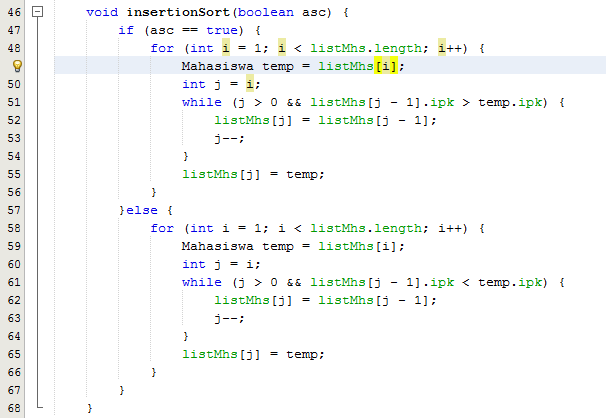 46 void insertionSort(boolean asc) {
47 if (asc == true) {
48 for (int i = 1; i < listMhs.length; i++) {
Mahasiswa temp = listMhs[i];
50 int j = i;
51 while (j > 0 && listMhs[j - 1].ipk > temp.ipk) {
52 listMhs[j] = listMhs[j - 1];
53 j--;
54 }
55 listMhs[j] = temp;
56 }
57 }else {
58 for (int i = 1; i < listMhs.length; i++) {
59 Mahasiswa temp = listMhs[i];
60 int j = i;
61 while (j > 0 && listMhs[j - 1].ipk < temp.ipk) {
62 listMhs[j] = listMhs[j - 1];
63 j--;
64 }
65 listMhs[j] = temp;
66 }
67 }
68 }